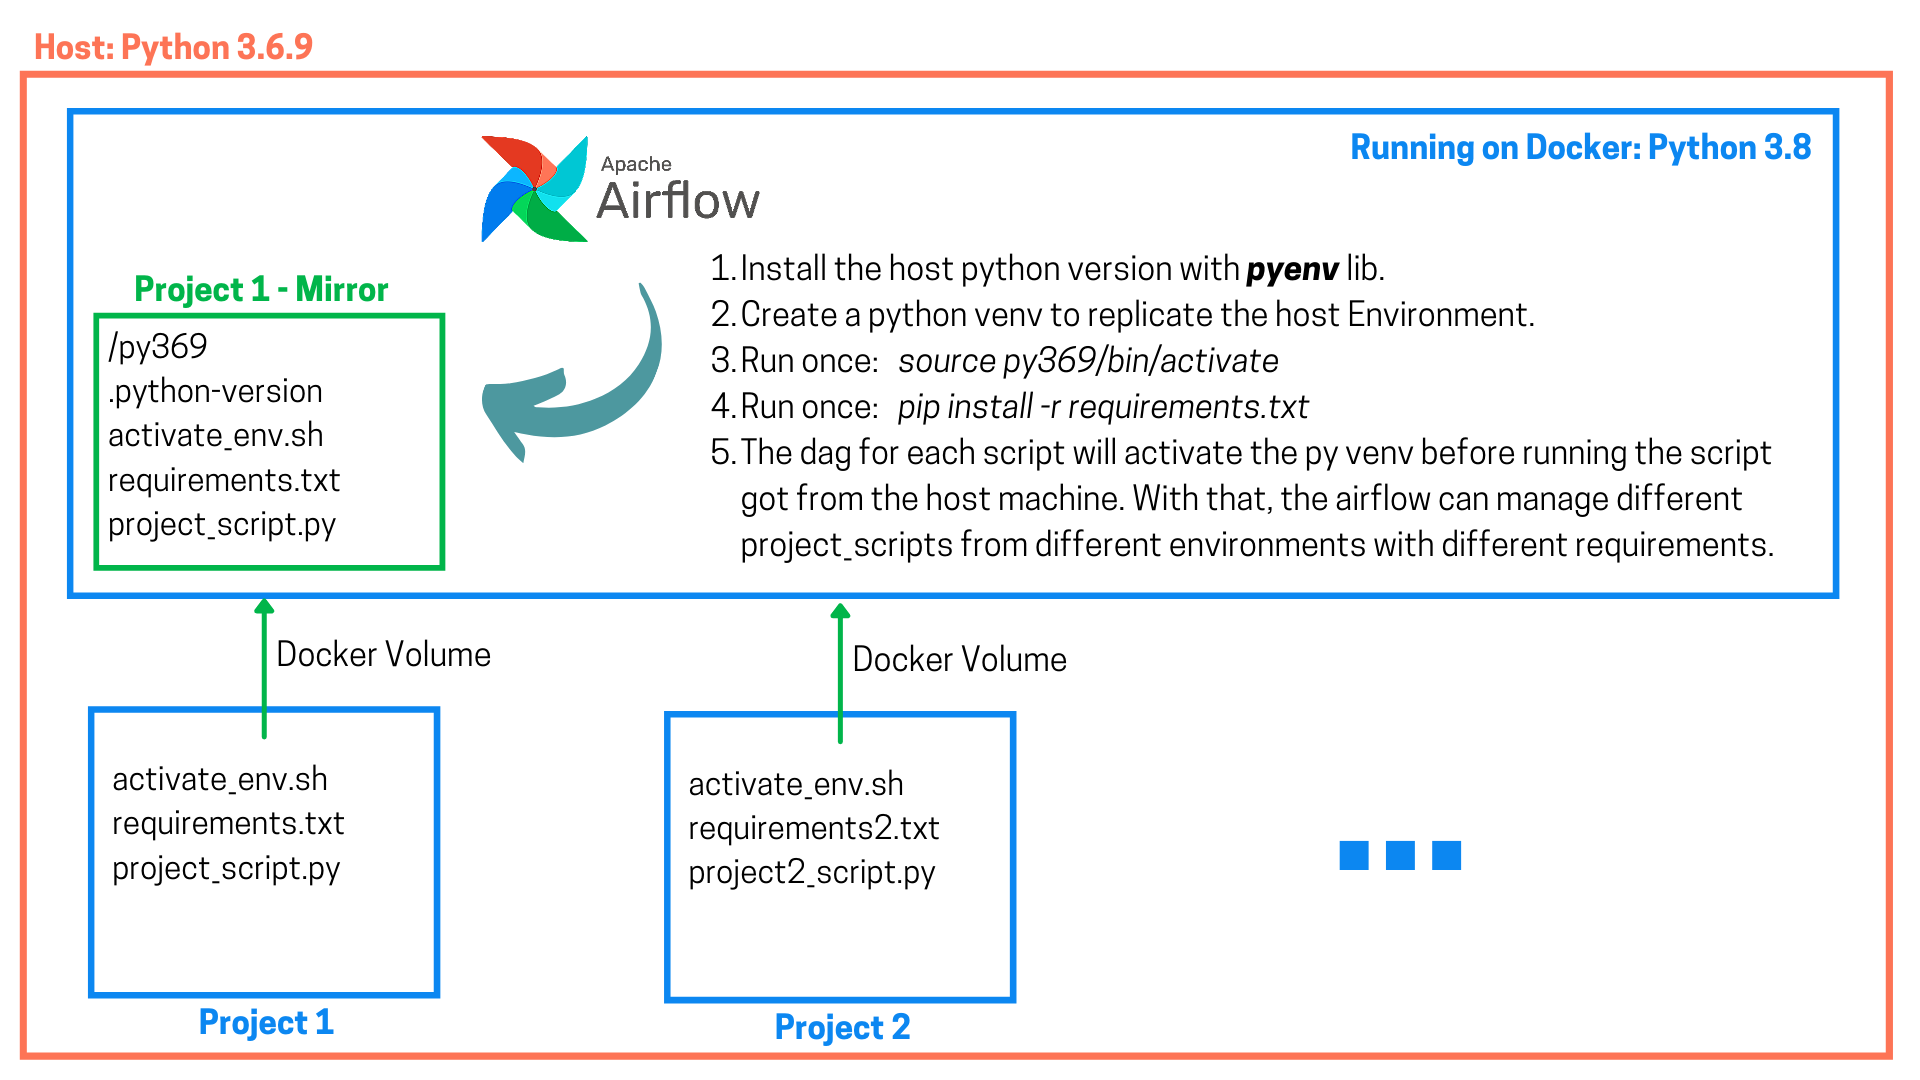 Host: Python 3.6.9
Running on Docker: Python 3.8
Apache
Airflow
1. Install the host python version with pyenv lib.
2. Create a python venv to replicate the host Environment.
3. Run once: source py369/bin/activate
4. Run once: pip install -r requirements.txt
5. The dag for each script will activate the py venv before running the script
got from the host machine. With that, the airflow can manage different
project_scripts from different environments with different requirements.
Project 1 - Mirror
/py369
.python-version
activate_env.sh
requirements.txt
project_script.py
Docker Volume
Docker Volume
activate_env.sh
requirements.txt
project_script.py
Project 1
activate_env.sh
requirements2.txt
project2_script.py
Project 2